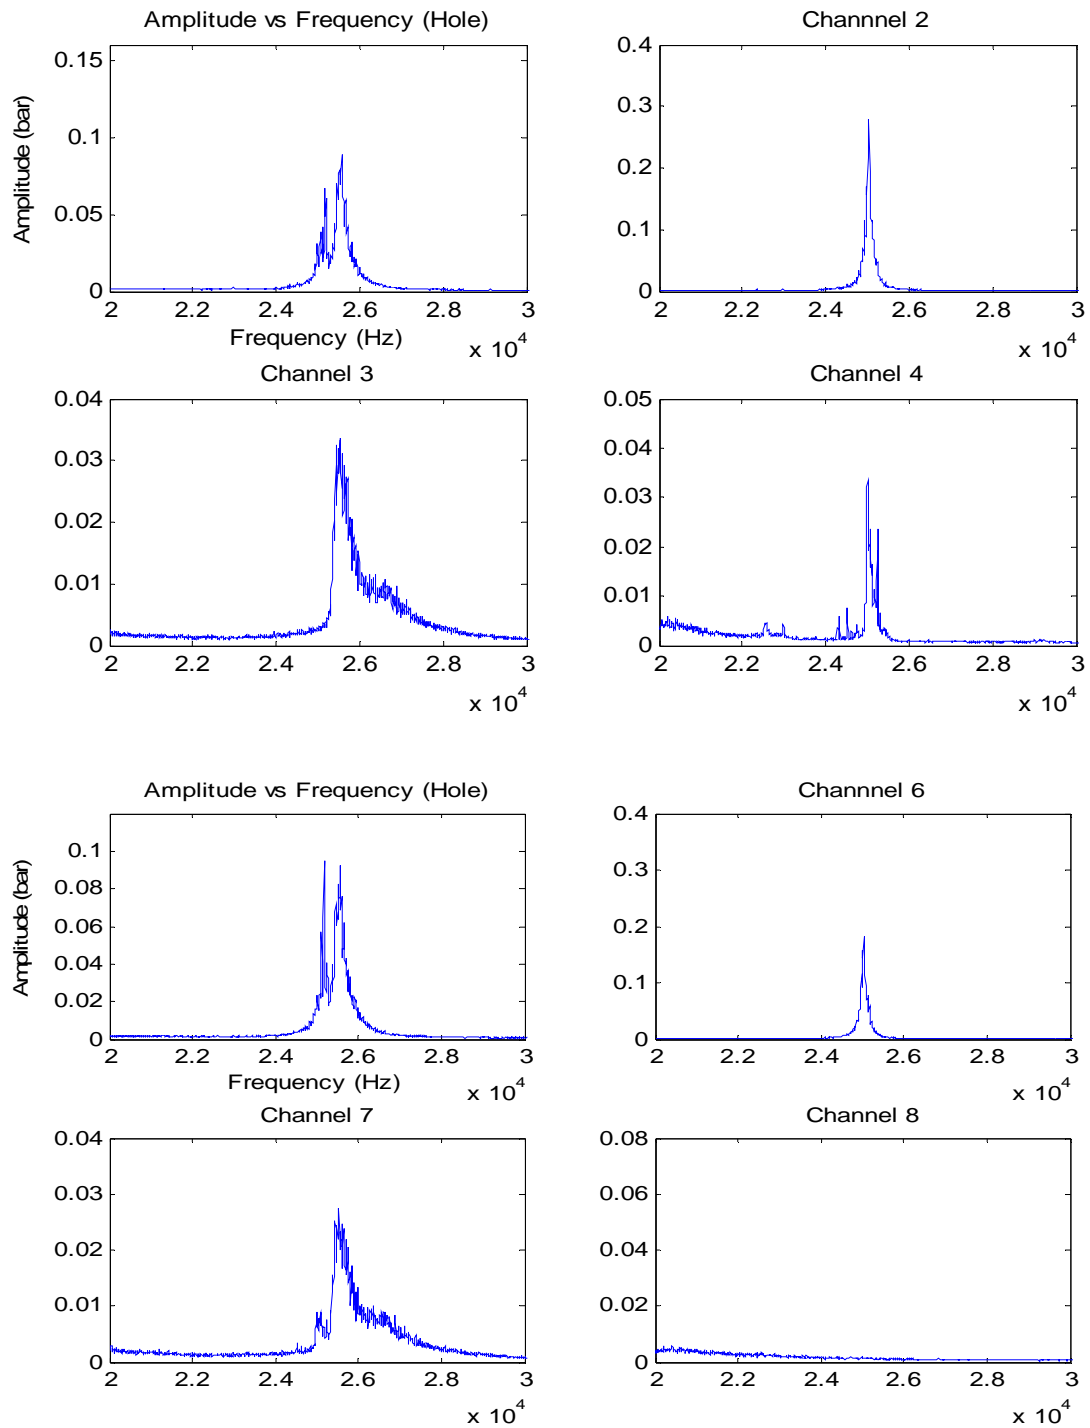 Amplitude vs Frequency (Hole)
Channnel 2
Amplitude (bar)
0.15
0.1
0.05
0
2 2.2 2.4 2.6 2.8 3
x 10^4
Frequency (Hz)
0.4
0.3
0.2
0.1
0
2 2.2 2.4 2.6 2.8 3
x 10^4
Channel 3
Channel 4
0.04
0.03
0.02
0.01
0
2 2.2 2.4 2.6 2.8 3
x 10^4
0.05
0.04
0.03
0.02
0.01
0
2 2.2 2.4 2.6 2.8 3
x 10^4
Amplitude vs Frequency (Hole)
Channnel 6
Amplitude (bar)
0.1
0.08
0.06
0.04
0.02
0
2 2.2 2.4 2.6 2.8 3
x 10^4
Frequency (Hz)
0.4
0.3
0.2
0.1
0
2 2.2 2.4 2.6 2.8 3
x 10^4
Channel 7
Channel 8
0.04
0.03
0.02
0.01
0
2 2.2 2.4 2.6 2.8 3
x 10^4
0.08
0.06
0.04
0.02
0
2 2.2 2.4 2.6 2.8 3
x 10^4